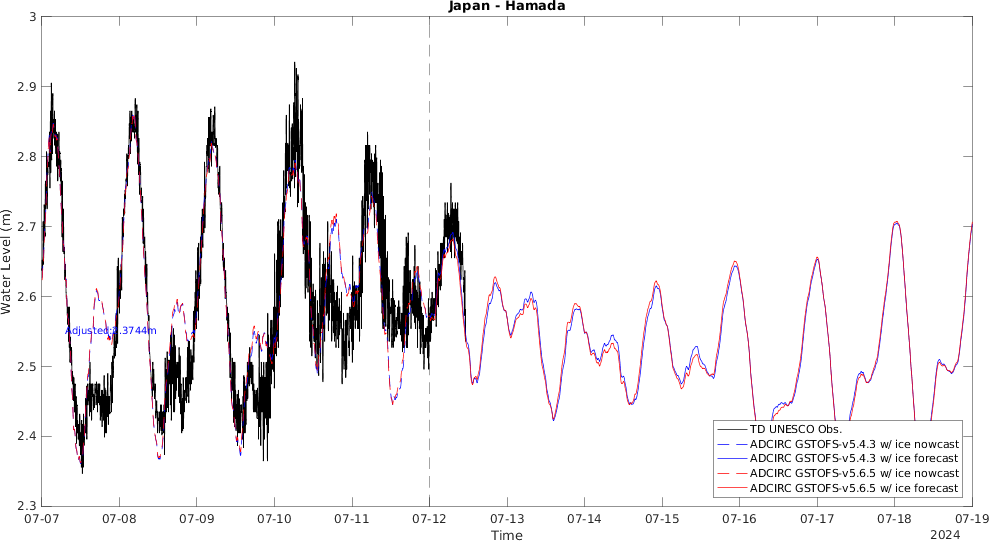 Japan - Hamada
3
2.9
2.8
2.7
2.6
2.5
2.4
2.3
Water Level (m)
Adjusted:2.3744m
07-07
07-08
07-09
07-10
07-11
07-12
07-13
07-14
07-15
07-16
07-17
07-18
07-19
Time
2024
TD UNESCO Obs.
ADCIRC GSTOFS-v5.4.3 w/ ice nowcast
ADCIRC GSTOFS-v5.4.3 w/ ice forecast
ADCIRC GSTOFS-v5.6.5 w/ ice nowcast
ADCIRC GSTOFS-v5.6.5 w/ ice forecast